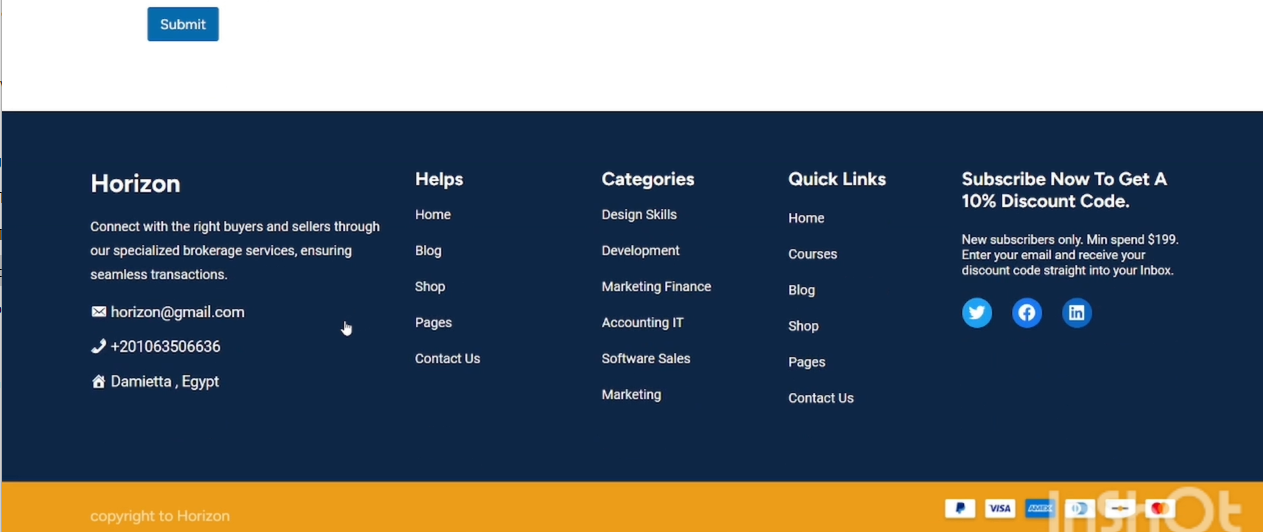 Submit
Horizon
Connect with the right buyers and sellers through
our specialized brokerage services, ensuring
seamless transactions.
horizon@gmail.com
+201063506636
Damietta , Egypt
Helps
Home
Blog
Shop
Pages
Contact Us
Categories
Design Skills
Development
Marketing Finance
Accounting IT
Software Sales
Marketing
Quick Links
Home
Courses
Blog
Shop
Pages
Contact Us
Subscribe Now To Get A
10% Discount Code.
New subscribers only. Min spend $199.
Enter your email and receive your
discount code straight into your Inbox.
copyright to Horizon
VISA
AMEX
InShOt